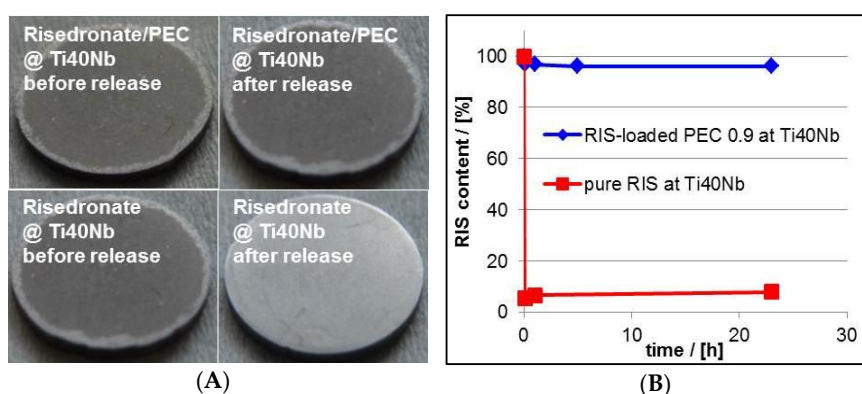 Risedronate/PEC
@ Ti40Nb
before release
Risedronate/PEC
@ Ti40Nb
after release
Risedronate
@ Ti40Nb
before release
Risedronate
@ Ti40Nb
after release
(A)
RIS content / [%]
100
80
60
40
20
0
RIS-loaded PEC 0.9 at Ti40Nb
pure RIS at Ti40Nb
0
10
20
30
time / [h]
(B)